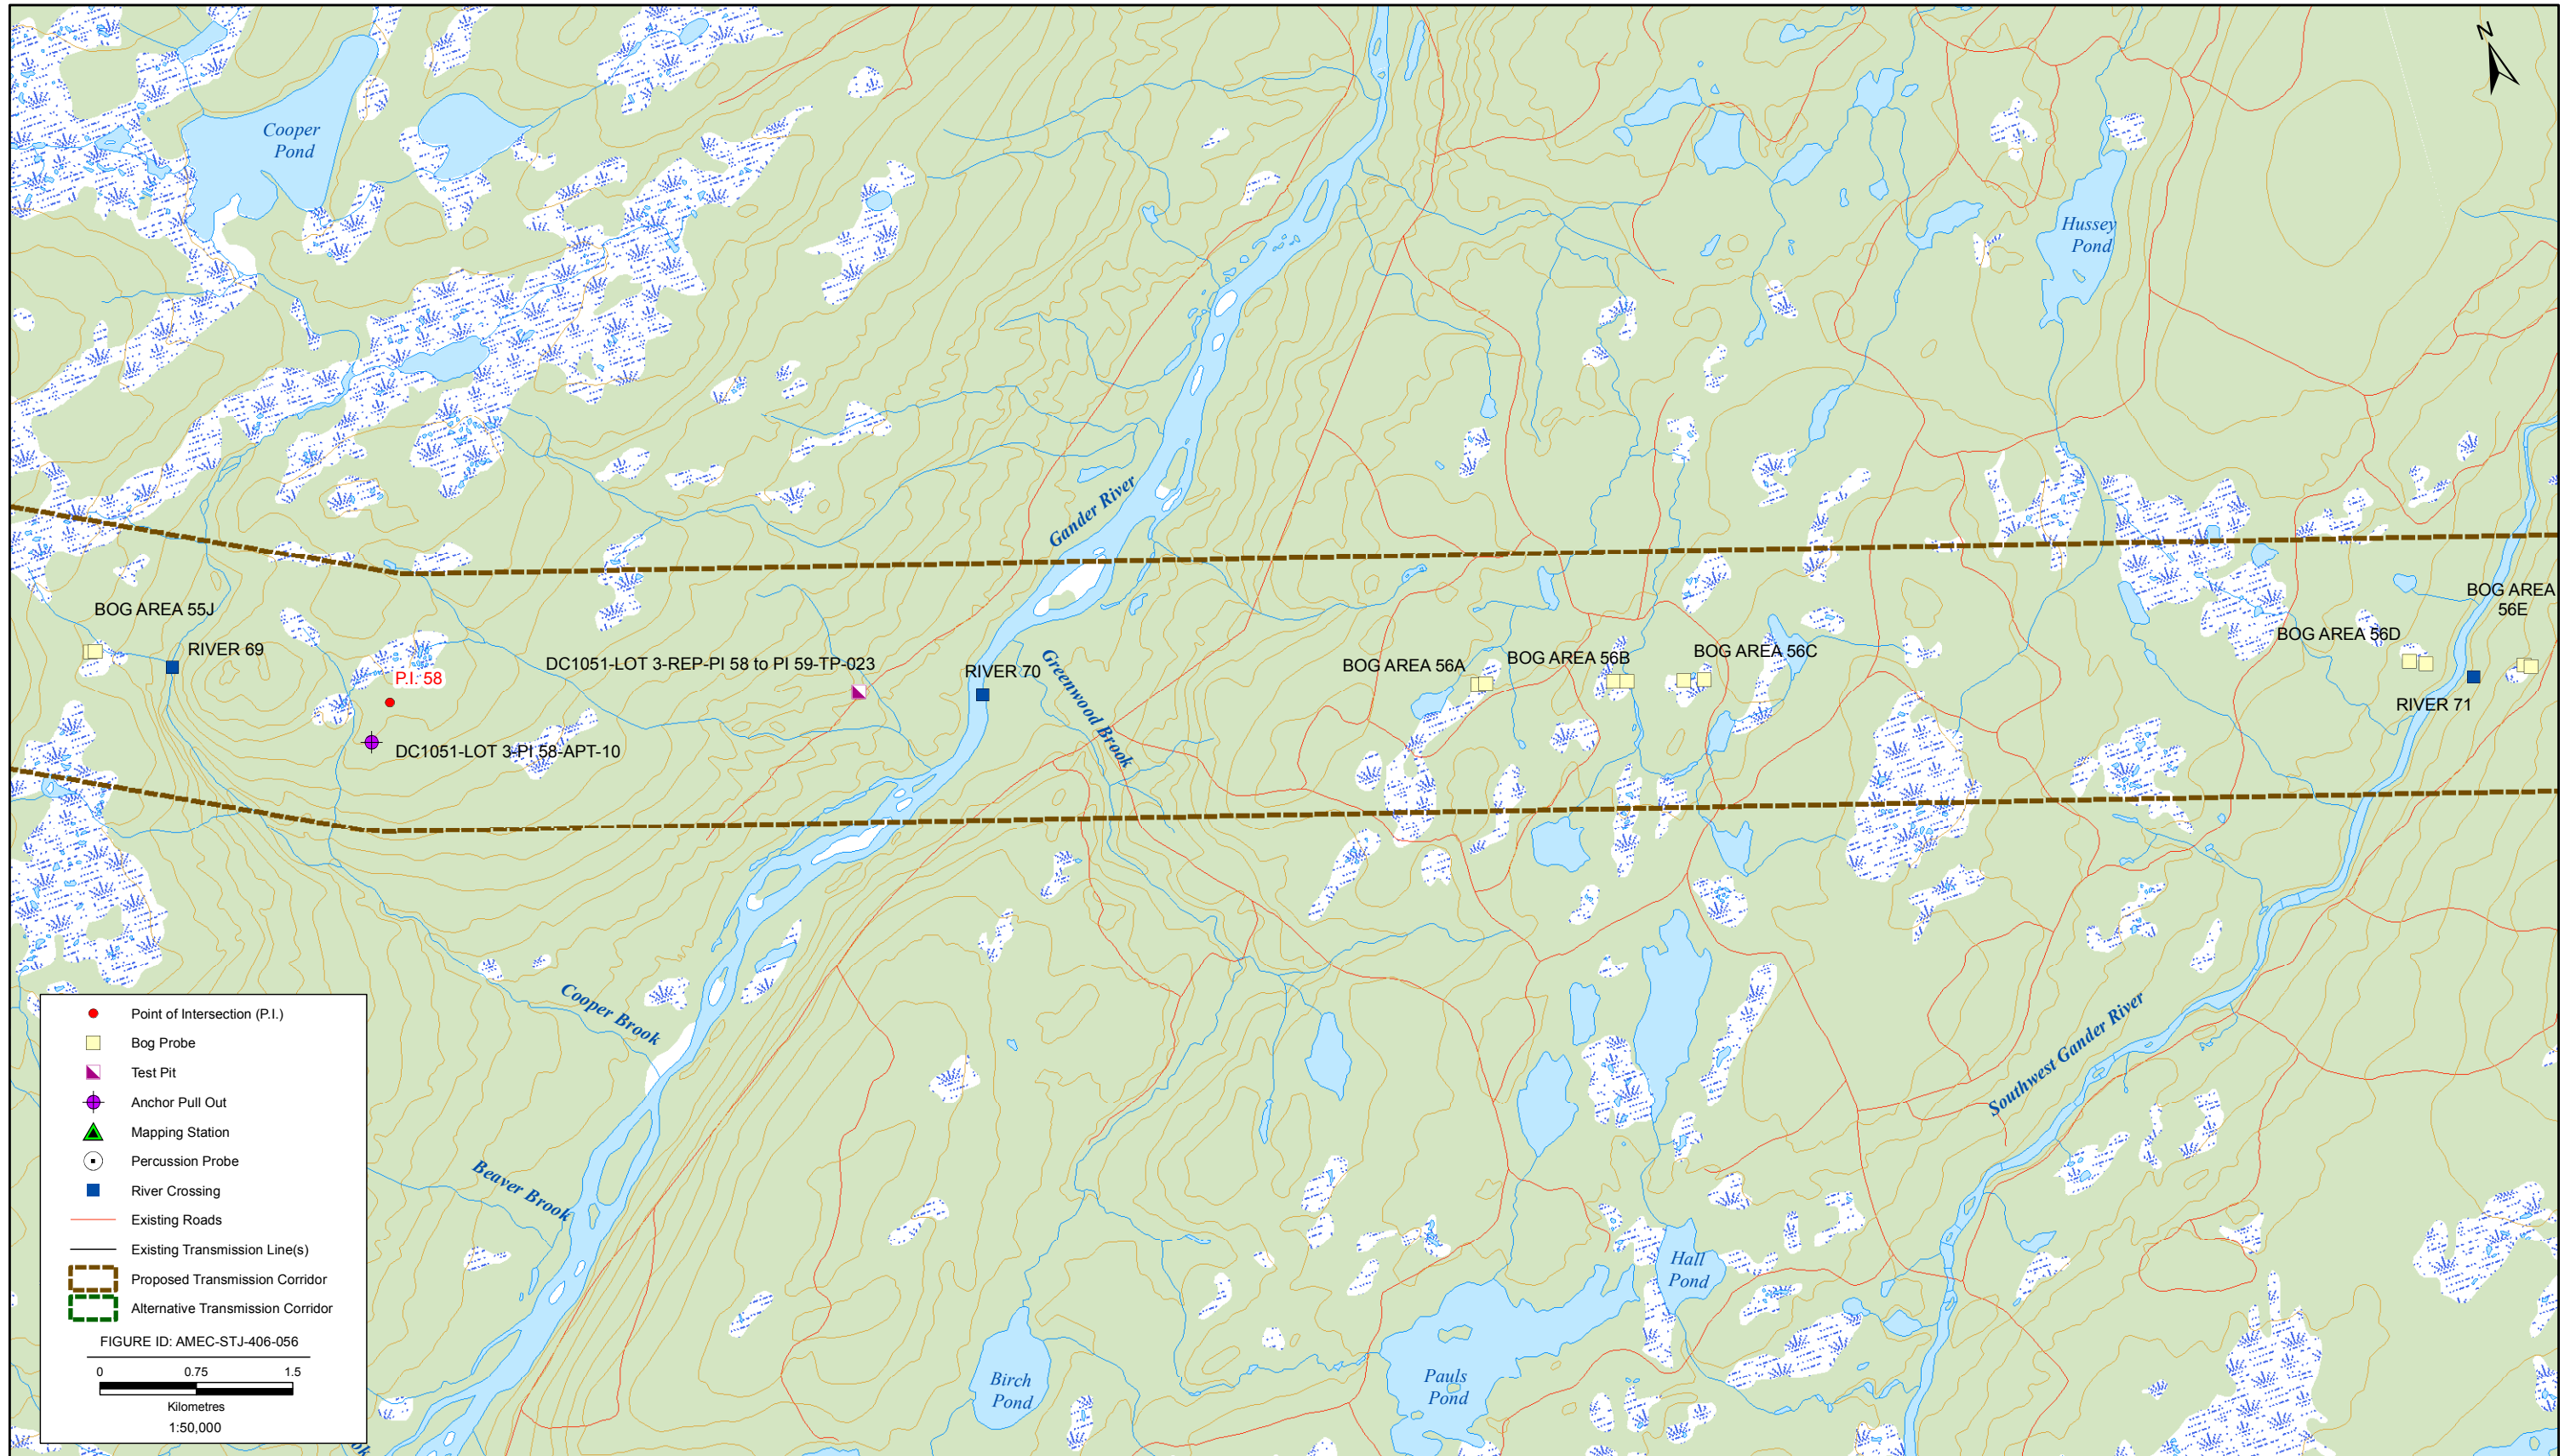 N
Cooper
Pond
Hussey
Pond
Gander River
BOG AREA 55J
RIVER 69
P.I. 58
DC1051-LOT 3-REP-PI 58 to PI 59-TP-023
DC1051-LOT 3-PI 58-APT-10
RIVER 70
Greenwood Brook
BOG AREA 56A
BOG AREA 56B
BOG AREA 56C
BOG AREA 56D
BOG AREA
56E
RIVER 71
Cooper Brook
Beaver Brook
Southwest Gander River
Hall
Pond
Birch
Pond
Pauls
Pond
Point of Intersection (P.I.)
Bog Probe
Test Pit
Anchor Pull Out
Mapping Station
Percussion Probe
River Crossing
Existing Roads
Existing Transmission Line(s)
Proposed Transmission Corridor
Alternative Transmission Corridor
FIGURE ID: AMEC-STJ-406-056
0 0.75 1.5
Kilometres
1:50,000